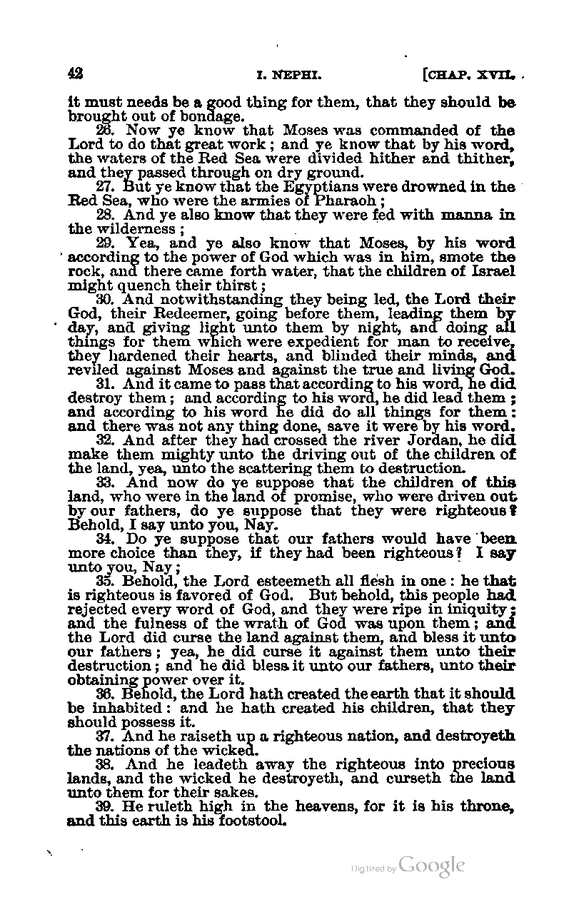 42 I. NEPHI. [CHAP. XVII.
it must needs be a good thing for them, that they should be
brought out of bondage.
26. Now ye know that Moses was commanded of the
Lord to do that great work; and ye know that by his word,
the waters of the Red Sea were divided hither and thither,
and they passed through on dry ground.
27. But ye know that the Egyptians were drowned in the
Red Sea, who were the armies of Pharaoh;
28. And ye also know that they were fed with manna in
the wilderness;
29. Yea, and ye also know that Moses, by his word
according to the power of God which was in him, smote the
rock, and there came forth water, that the children of Israel
might quench their thirst;
30. And notwithstanding they being led, the Lord their
God, their Redeemer, going before them, leading them by
day, and giving light unto them by night, and doing all
things for them which were expedient for man to receive,
they hardened their hearts, and blinded their minds, and
reviled against Moses and against the true and living God.
31. And it came to pass that according to his word, he did
destroy them; and according to his word, he did lead them;
and according to his word he did do all things for them:
and there was not any thing done, save it were by his word.
32. And after they had crossed the river Jordan, he did
make them mighty unto the driving out of the children of
the land, yea, unto the scattering them to destruction.
33. And now do ye suppose that the children of this
land, who were in the land of promise, who were driven out
by our fathers, do ye suppose that they were righteous?
Behold, I say unto you, Nay.
34. Do ye suppose that our fathers would have been
more choice than they, if they had been righteous? I say
unto you, Nay;
35. Behold, the Lord esteemeth all flesh in one: he that
is righteous is favored of God. But behold, this people had
rejected every word of God, and they were ripe in iniquity;
and the fulness of the wrath of God was upon them; and
the Lord did curse the land against them, and bless it unto
our fathers; yea, he did curse it against them unto their
destruction; and he did bless it unto our fathers, unto their
obtaining power over it.
36. Behold, the Lord hath created the earth that it should
be inhabited: and he hath created his children, that they
should possess it.
37. And he raiseth up a righteous nation, and destroyeth
the nations of the wicked.
38. And he leadeth away the righteous into precious
lands, and the wicked he destroyeth, and curseth the land
unto them for their sakes.
39. He ruleth high in the heavens, for it is his throne,
and this earth is his footstool.
Digitized by Google